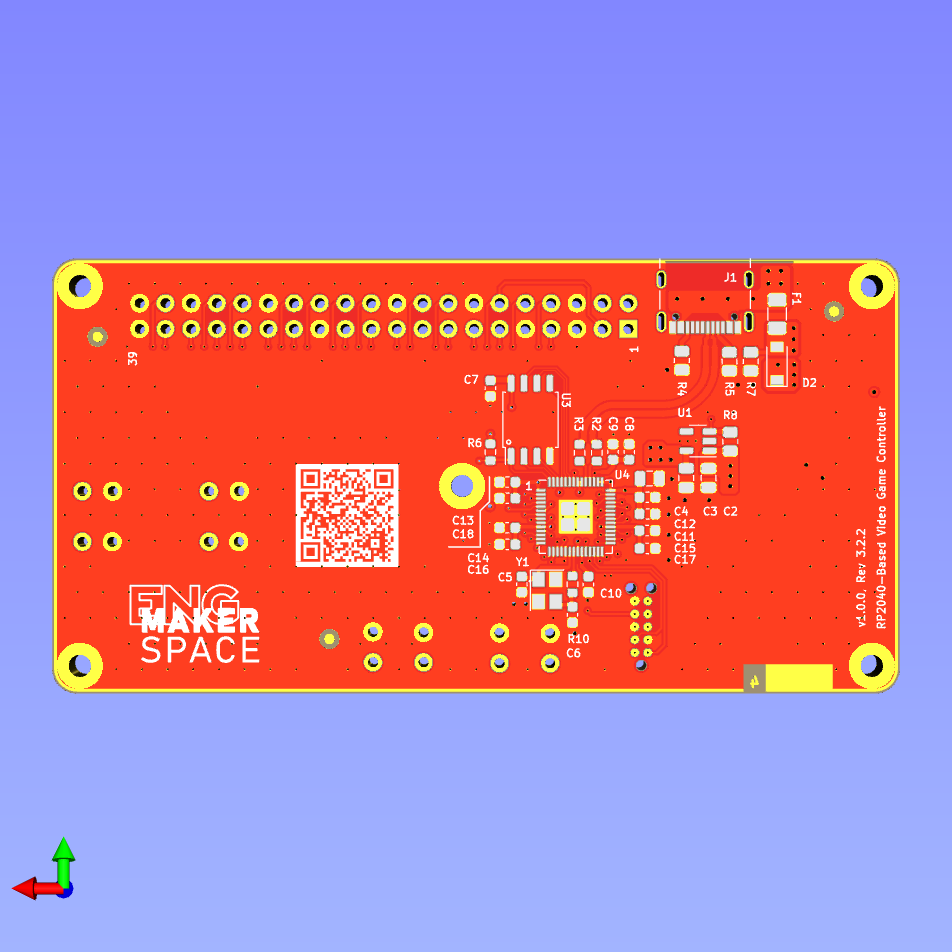 J1
F1
39
1
R4
R5
R7
D2
C7
U3
R6
R3
R2
C9
C8
U1
R8
U4
1
C13
C18
C4
C3
C2
C12
C11
C15
C17
C14
C16
Y1
C5
C10
R10
C6
ENG
MAKER
SPACE
v1.0.0, Rev 3.2.2
RP2040-Based Video Game Controller
4